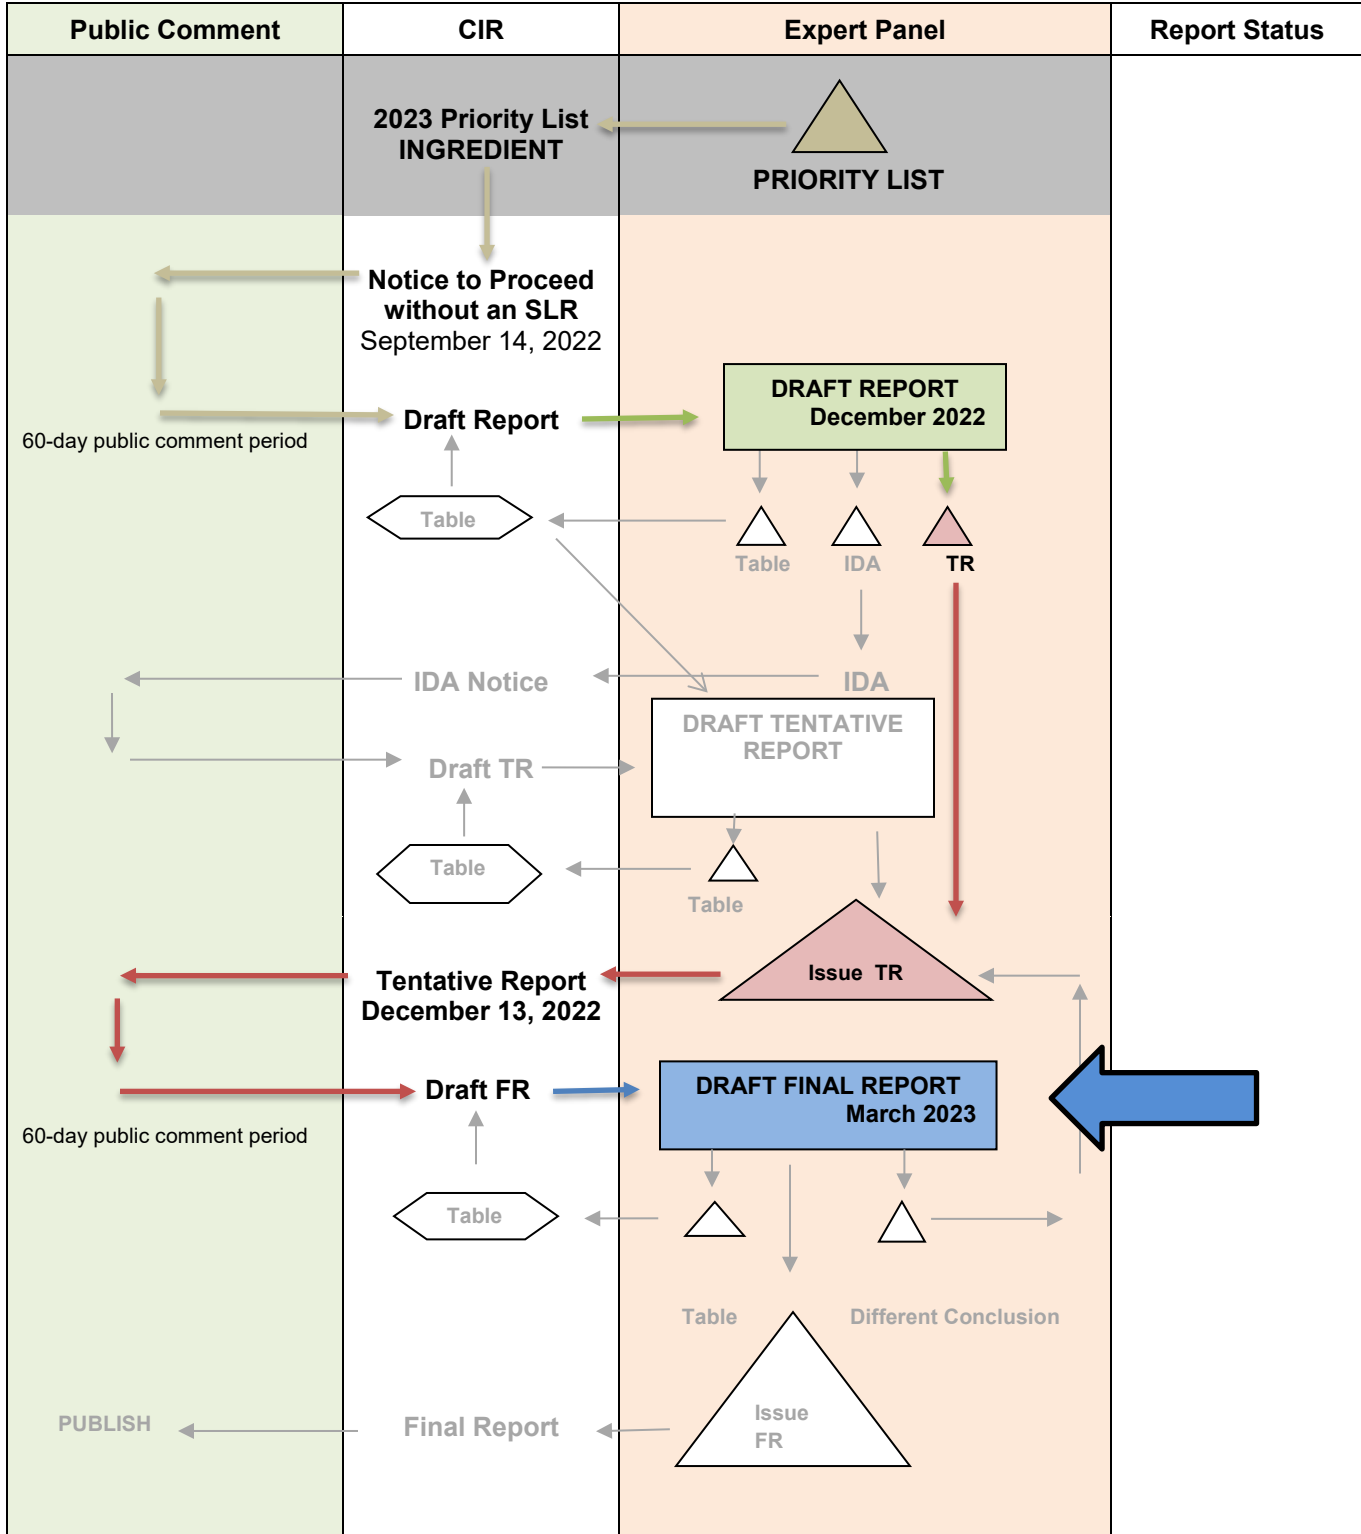 Public Comment
CIR
Expert Panel
Report Status
2023 Priority List
INGREDIENT
PRIORITY LIST
Notice to Proceed
without an SLR
September 14, 2022
60-day public comment period
Draft Report
DRAFT REPORT
December 2022
Table
Table
IDA
TR
IDA Notice
IDA
DRAFT TENTATIVE
REPORT
Draft TR
Table
Table
Issue TR
Tentative Report
December 13, 2022
60-day public comment period
Draft FR
DRAFT FINAL REPORT
March 2023
Table
Table
Different Conclusion
PUBLISH
Final Report
Issue
FR